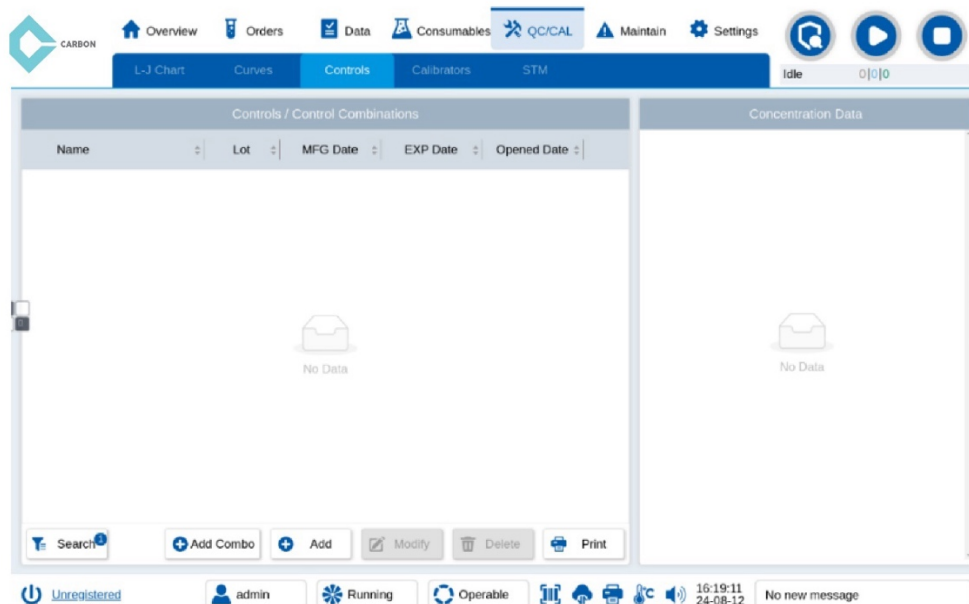 CARBON
Overview Orders Data Consumables QC/CAL Maintain Settings
L-J Chart Curves Controls Calibrators STM
Idle 0|0|0
Controls / Control Combinations
Concentration Data
Name Lot MFG Date EXP Date Opened Date
No Data
No Data
Search 1 Add Combo Add Modify Delete Print
Unregistered admin Running Operable °C 16:19:11 No new message
24-08-12